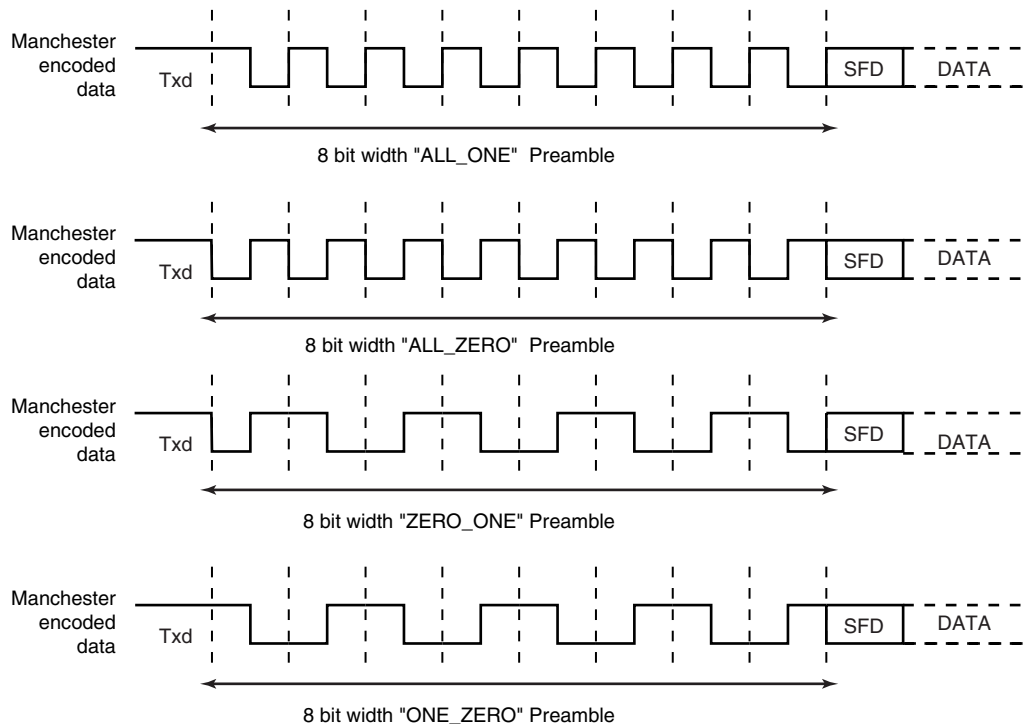 Manchester
encoded
data
Txd
SFD
DATA
8 bit width "ALL_ONE" Preamble
Manchester
encoded
data
Txd
SFD
DATA
8 bit width "ALL_ZERO" Preamble
Manchester
encoded
data
Txd
SFD
DATA
8 bit width "ZERO_ONE" Preamble
Manchester
encoded
data
Txd
SFD
DATA
8 bit width "ONE_ZERO" Preamble